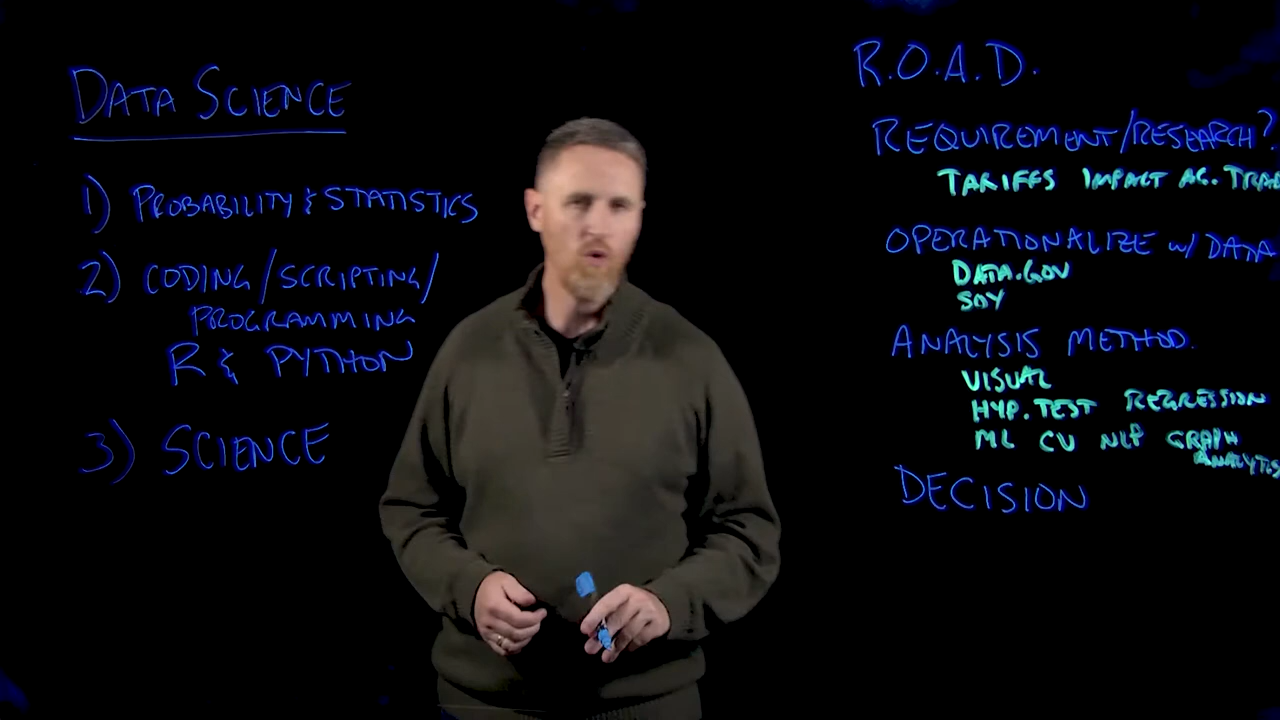 DATA SCIENCE
1) PROBABILITY & STATISTICS
2) CODING/SCRIPTING/
PROGRAMMING
R & PYTHON
3) SCIENCE
R.O.A.D.
REQUIREMENT/RESEARCH?
TARIFFS IMPACT AG. TRAD
OPERATIONALIZE w/ DATA
DATA.GOV
SOY
ANALYSIS METHOD.
VISUAL
HYP. TEST REGRESSION
ML CV NLP GRAPH
ANALYTICS
DECISION